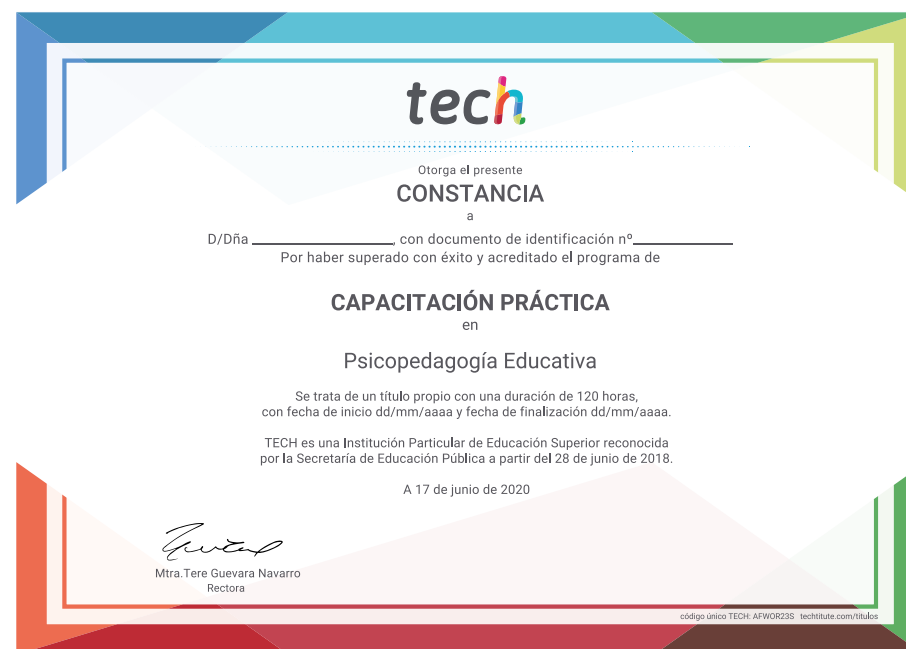 tech
Otorga el presente
CONSTANCIA
a
D/Dña ____________________, con documento de identificación nº______________
Por haber superado con éxito y acreditado el programa de
CAPACITACIÓN PRÁCTICA
en
Psicopedagogía Educativa
Se trata de un título propio con una duración de 120 horas,
con fecha de inicio dd/mm/aaaa y fecha de finalización dd/mm/aaaa.
TECH es una Institución Particular de Educación Superior reconocida
por la Secretaría de Educación Pública a partir del 28 de junio de 2018.
A 17 de junio de 2020
Mtra.Tere Guevara Navarro
Rectora
código único TECH: AFWOR23S techtitute.com/titulos